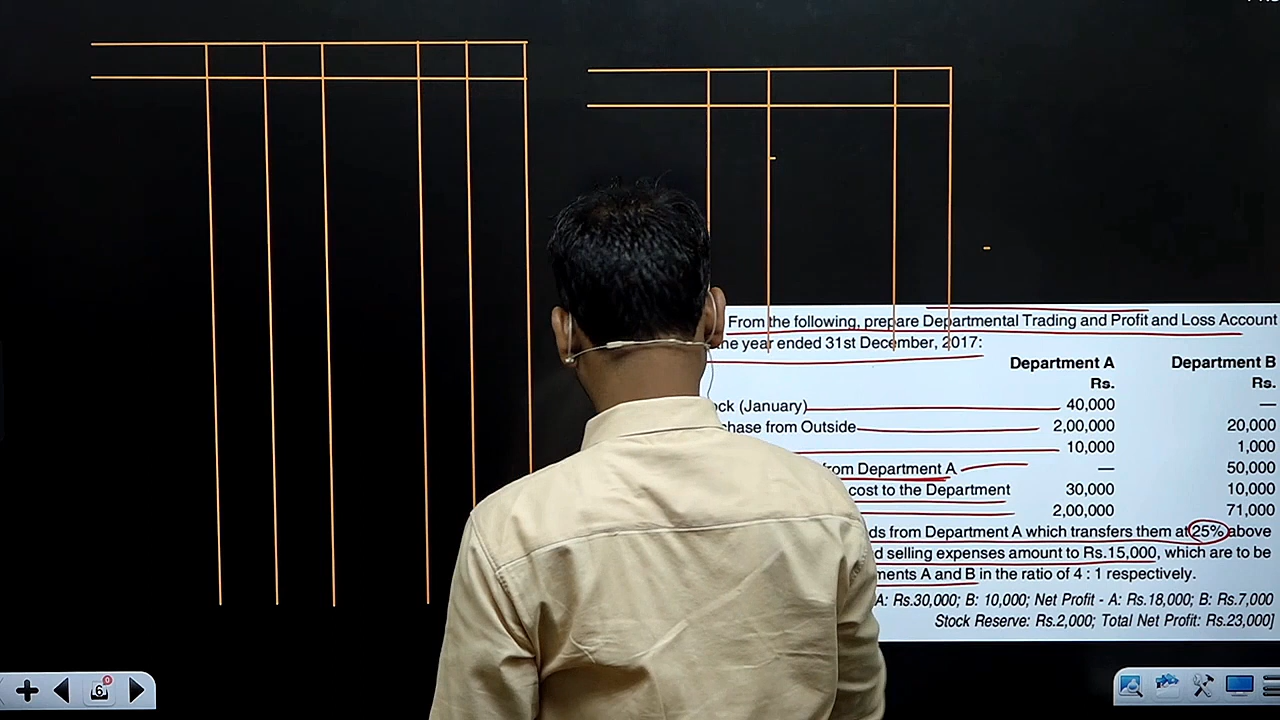 From the following, prepare Departmental Trading and Profit and Loss Account
the year ended 31st December, 2017:
Department A Department B
Rs. Rs.
(January) 40,000 —
from Outside 2,00,000 20,000
10,000 1,000
from Department A — 50,000
cost to the Department 30,000 10,000
2,00,000 71,000
from Department A which transfers them at 25% above
selling expenses amount to Rs.15,000, which are to be
A and B in the ratio of 4 : 1 respectively.
A: Rs.30,000; B: 10,000; Net Profit - A: Rs.18,000; B: Rs.7,000
Stock Reserve: Rs.2,000; Total Net Profit: Rs.23,000]
6
0